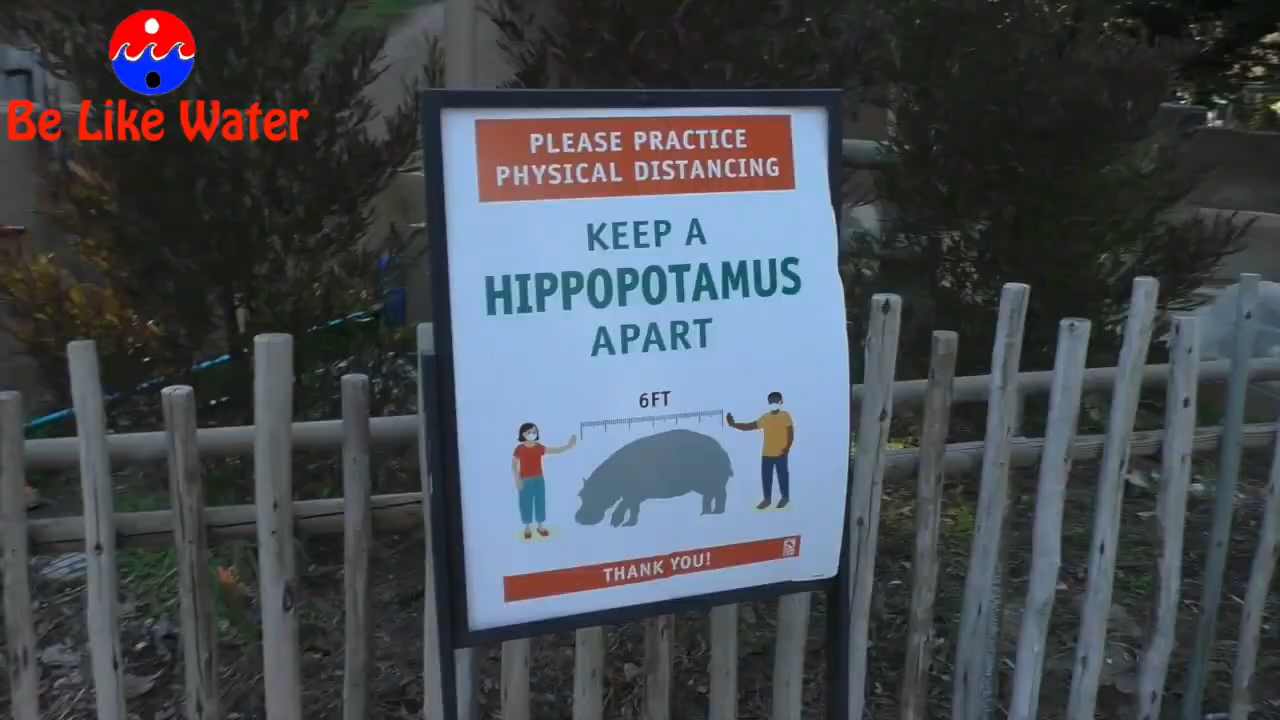 Be Like Water
PLEASE PRACTICE
PHYSICAL DISTANCING
KEEP A
HIPPOPOTAMUS
APART
6FT
THANK YOU!